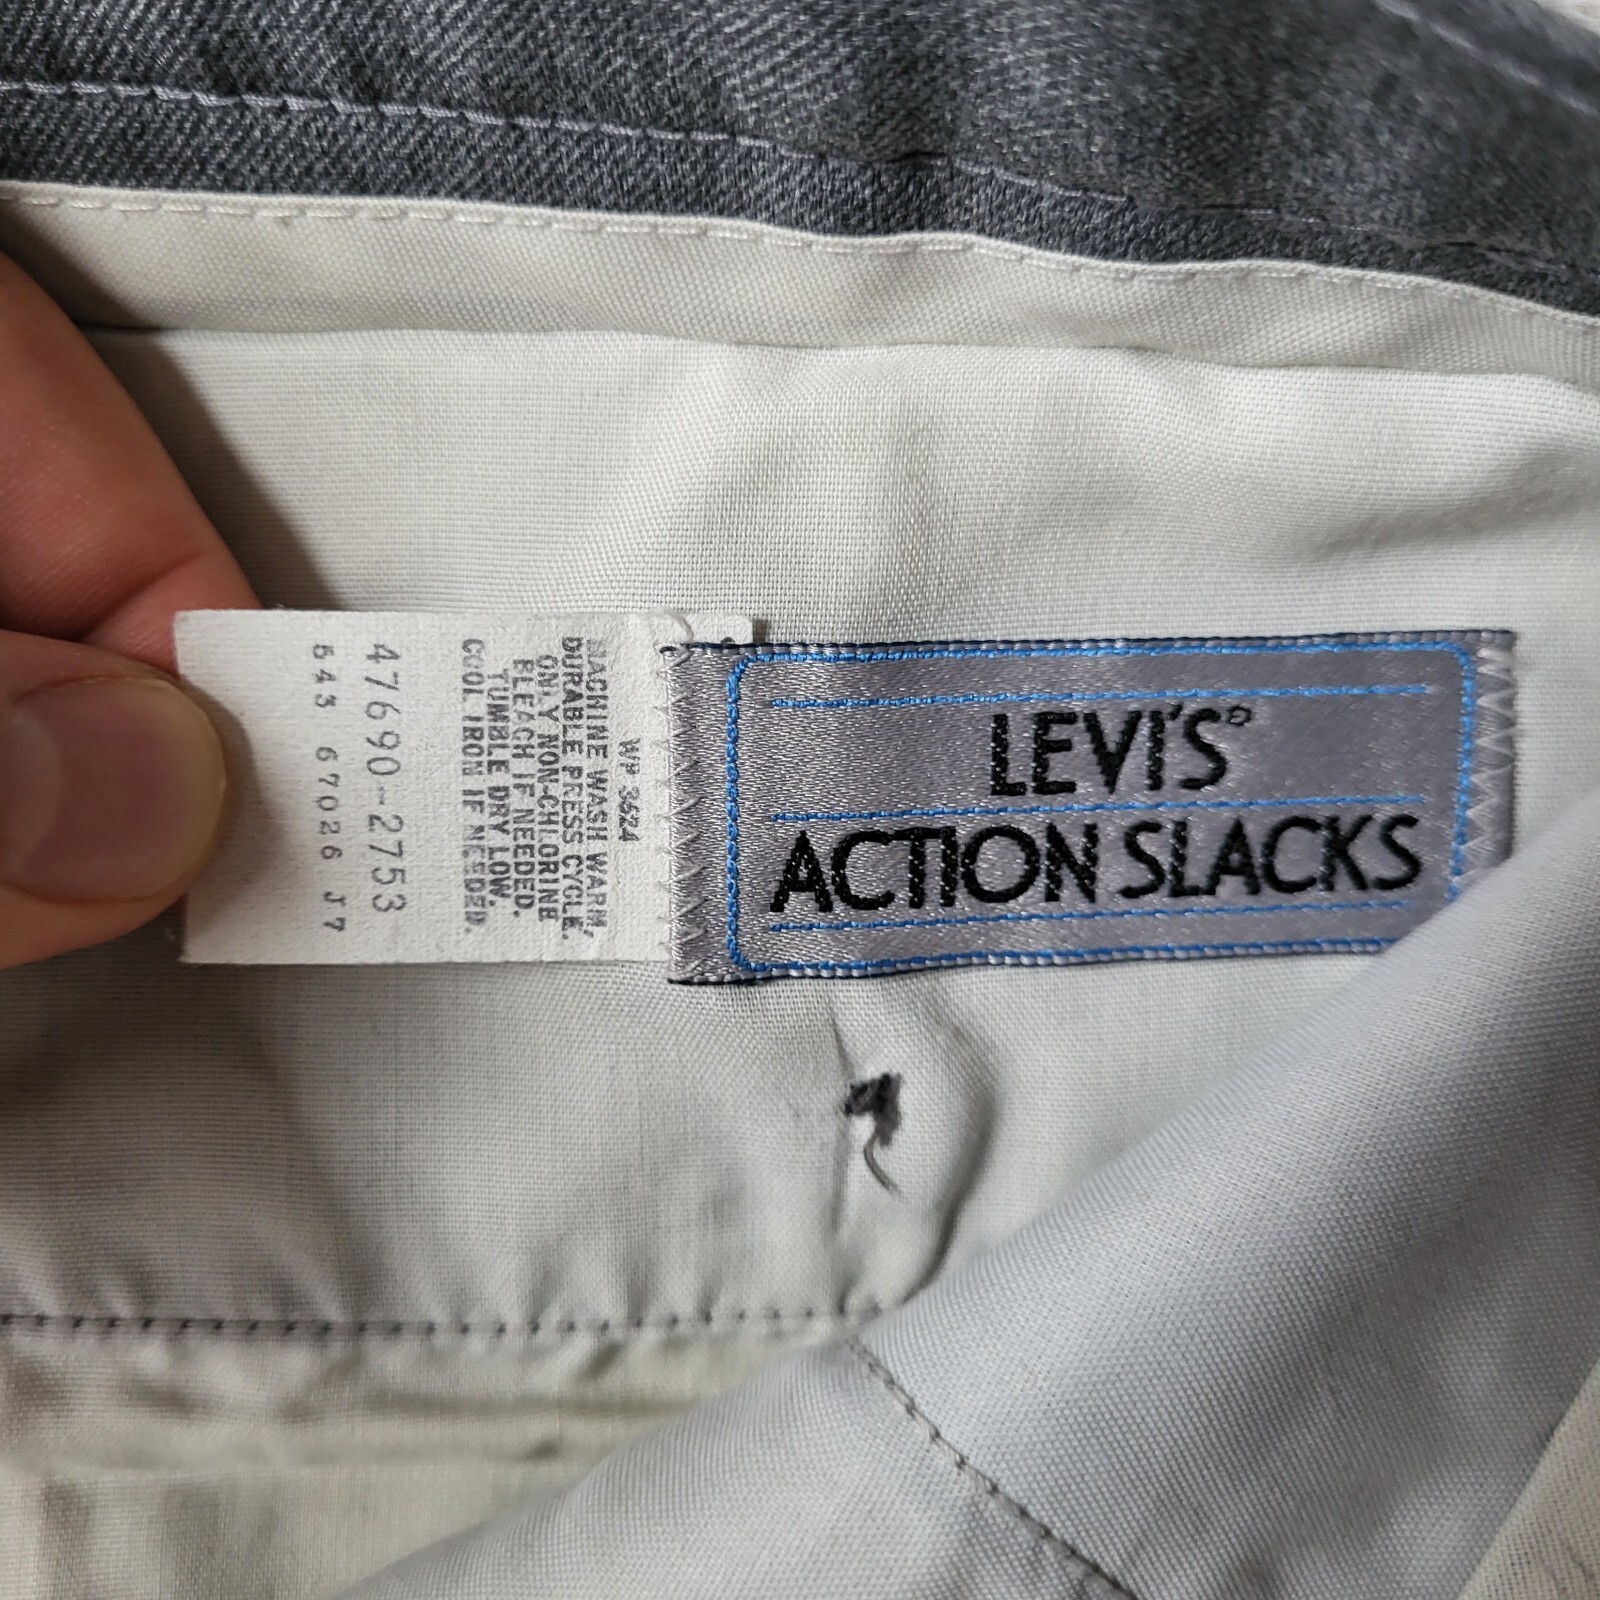 LEVI'S®
ACTION SLACKS
WP 3624
MACHINE WASH WARM,
DURABLE PRESS CYCLE.
ONLY NON-CHLORINE
BLEACH IF NEEDED.
TUMBLE DRY LOW.
COOL IRON IF NEEDED.
47690-2753
543 67026 J7